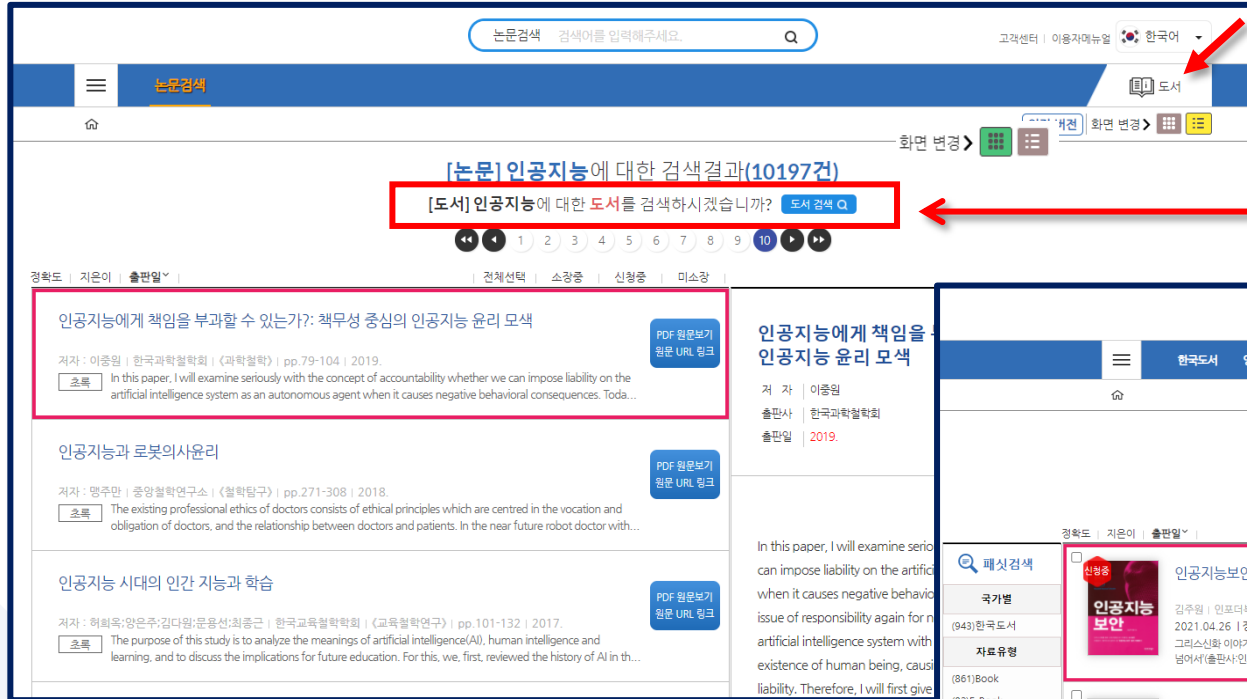 논문검색 검색어를 입력해주세요.
고객센터 | 이용자메뉴얼 한국어
논문검색
도서
버전 화면 변경
화면 변경
[논문] 인공지능에 대한 검색결과(10197건)
[도서] 인공지능에 대한 도서를 검색하시겠습니까? 도서 검색
1 2 3 4 5 6 7 8 9 10
정확도 | 지은이 | 출판일 | | 전체선택 | 소장중 | 신청중 | 미소장 |
인공지능에게 책임을 부과할 수 있는가?: 책무성 중심의 인공지능 윤리 모색
PDF 원문보기
원문 URL 링크
저자 : 이중원 | 한국과학철학회 | 《과학철학》 | pp.79-104 | 2019.
초록 In this paper, I will examine seriously with the concept of accountability whether we can impose liability on the
artificial intelligence system as an autonomous agent when it causes negative behavioral consequences. Toda...
인공지능과 로봇의사윤리
PDF 원문보기
원문 URL 링크
저자 : 맹주만 | 중앙철학연구소 | 《철학탐구》 | pp.271-308 | 2018.
초록 The existing professional ethics of doctors consists of ethical principles which are centred in the vocation and
obligation of doctors, and the relationship between doctors and patients. In the near future robot doctor with...
인공지능 시대의 인간 지능과 학습
PDF 원문보기
원문 URL 링크
저자 : 허희옥;양은주;김다원;문용선;최종근 | 한국교육철학학회 | 《교육철학연구》 | pp.101-132 | 2017.
초록 The purpose of this study is to analyze the meanings of artificial intelligence(AI), human intelligence and
learning, and to discuss the implications for future education. For this, we, first, reviewed the history of AI in th...
인공지능에게 책임을
인공지능 윤리 모색
저 자 | 이중원
출판사 | 한국과학철학회
출판일 | 2019.
In this paper, I will examine serio
can impose liability on the artifici
when it causes negative behavio
issue of responsibility again for n
artificial intelligence system with
existence of human being, causi
liability. Therefore, I will first give
한국도서
정확도 | 지은이 | 출판일 |
패싯검색
국가별
(943)한국도서
자료유형
(861)Book
신청중
인공지능
보안
인공지능보안
김주원 | 인포더
2021.04.26 |
그리스신화 이야기
넘어서'(출판사:인